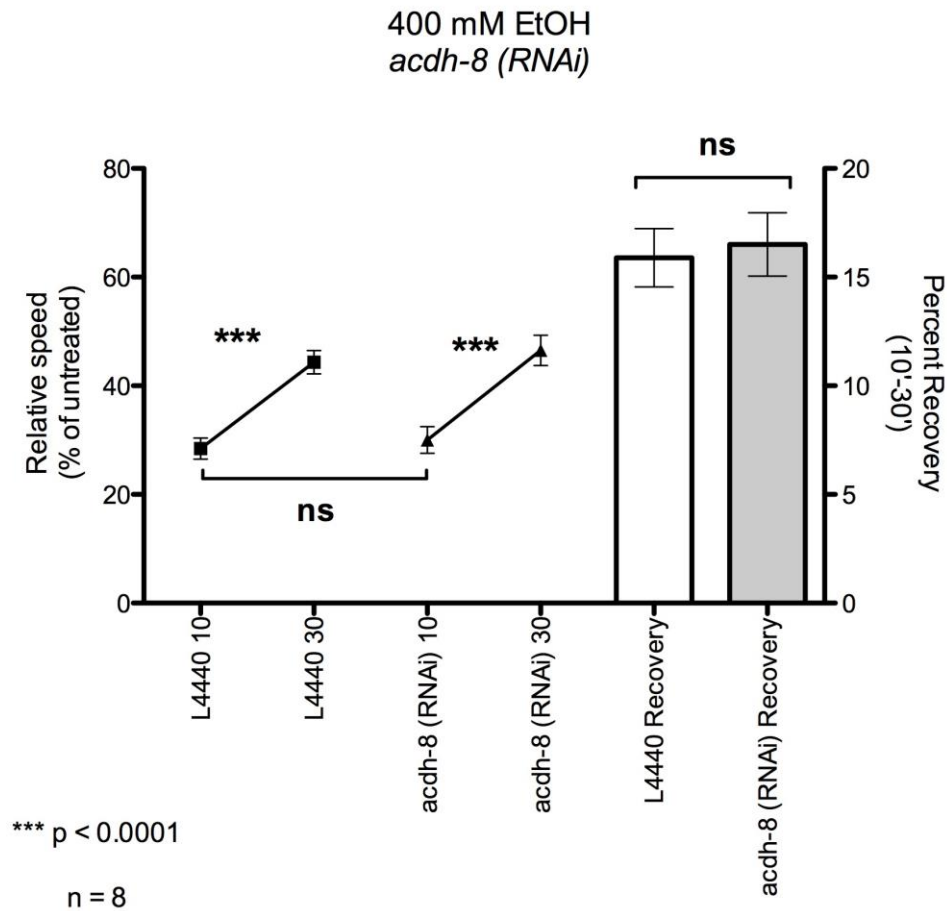 400 mM EtOH
acdh-8 (RNAi)
Relative speed
(% of untreated)
80
60
40
20
0
***
***
ns
ns
20
15
10
5
0
Percent Recovery
(10'-30')
L4440 10
L4440 30
acdh-8 (RNAi) 10
acdh-8 (RNAi) 30
L4440 Recovery
acdh-8 (RNAi) Recovery
*** p < 0.0001
n = 8